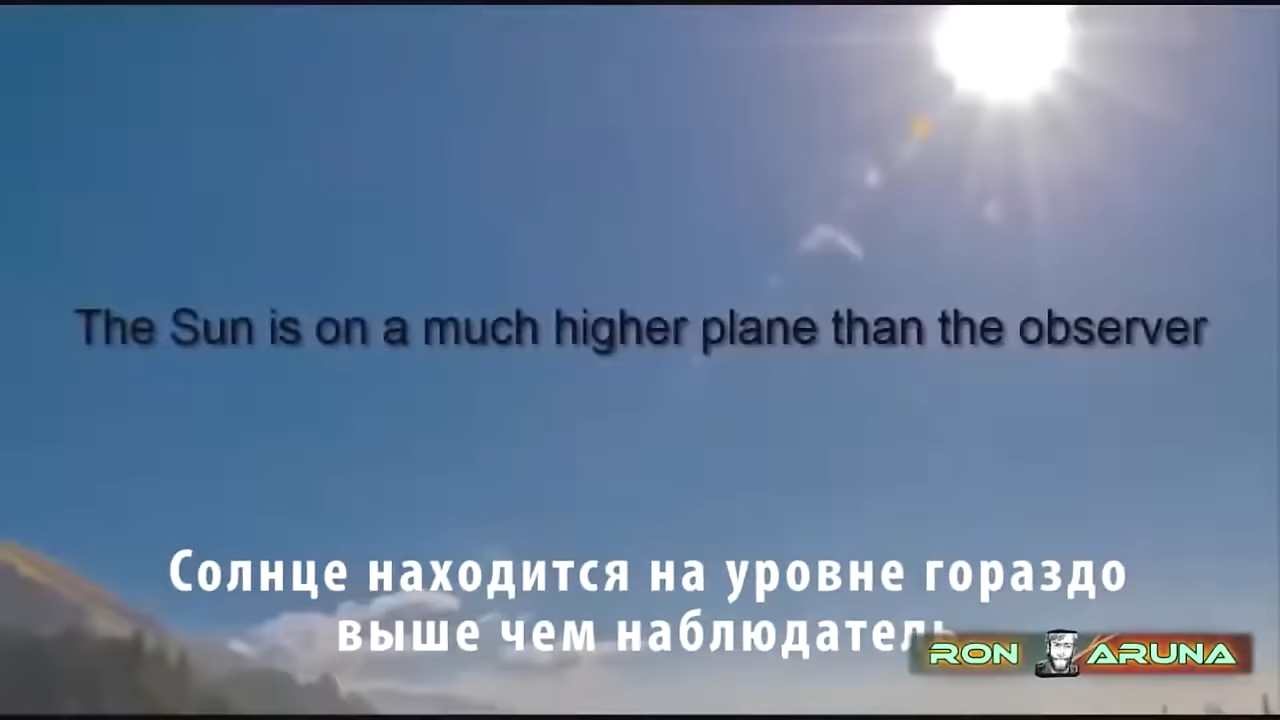 The Sun is on a much higher plane than the observer
Солнце находится на уровне гораздо
выше чем наблюдатель
RON ARUNA